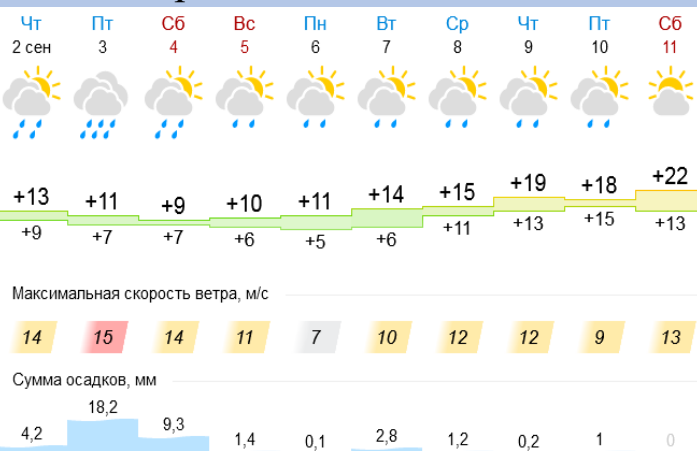 Чт Пт Сб Вс Пн Вт Ср Чт Пт Сб
2 сен 3 4 5 6 7 8 9 10 11
+13 +11 +9 +10 +11 +14 +15 +19 +18 +22
+9 +7 +7 +6 +5 +6 +11 +13 +15 +13
Максимальная скорость ветра, м/с
14 15 14 11 7 10 12 12 9 13
Сумма осадков, мм
4,2 18,2 9,3 1,4 0,1 2,8 1,2 0,2 1 0